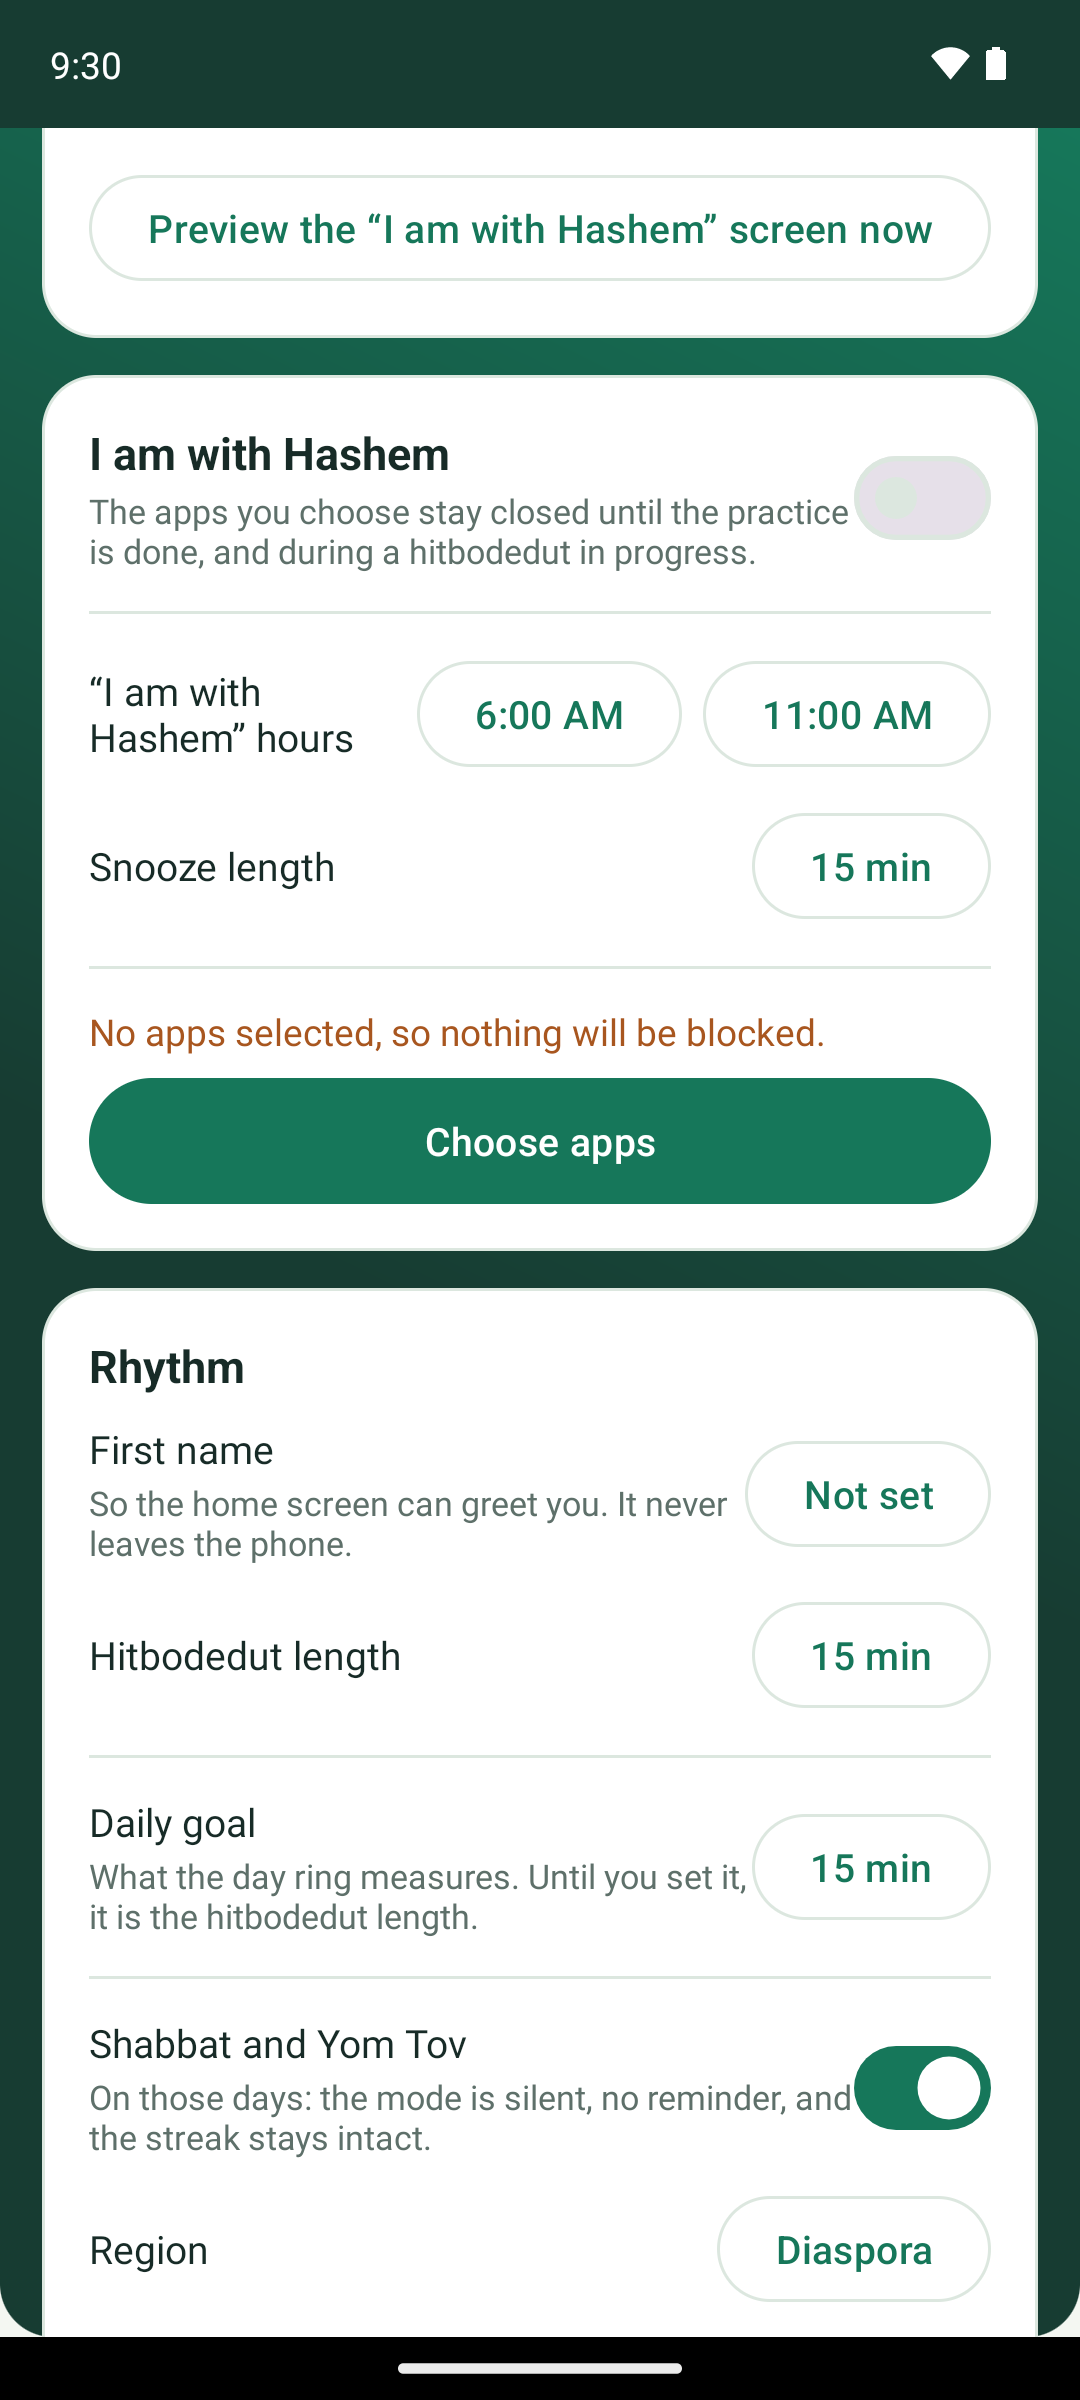 9:30
Preview the “I am with Hashem” screen now
I am with Hashem
The apps you choose stay closed until the practice
is done, and during a hitbodedut in progress.
“I am with
Hashem” hours
6:00 AM
11:00 AM
Snooze length
15 min
No apps selected, so nothing will be blocked.
Choose apps
Rhythm
First name
So the home screen can greet you. It never
leaves the phone.
Not set
Hitbodedut length
15 min
Daily goal
What the day ring measures. Until you set it,
it is the hitbodedut length.
15 min
Shabbat and Yom Tov
On those days: the mode is silent, no reminder, and
the streak stays intact.
Region
Diaspora